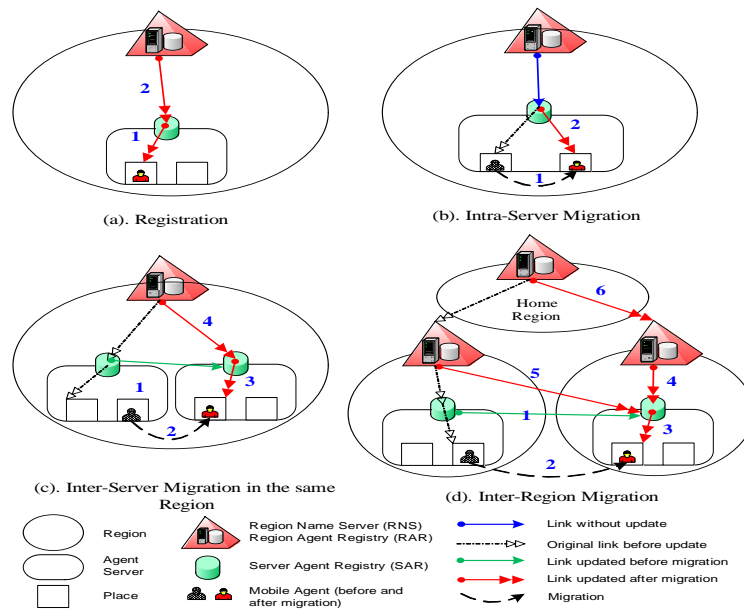 2
1
(a). Registration
2
1
(b). Intra-Server Migration
4
1
3
2
(c). Inter-Server Migration in the same
Region
6
Home
Region
5
4
1
3
2
(d). Inter-Region Migration
Region
Agent
Server
Place
Region Name Server (RNS)
Region Agent Registry (RAR)
Server Agent Registry (SAR)
Mobile Agent (before and
after migration)
Link without update
Original link before update
Link updated before migration
Link updated after migration
Migration